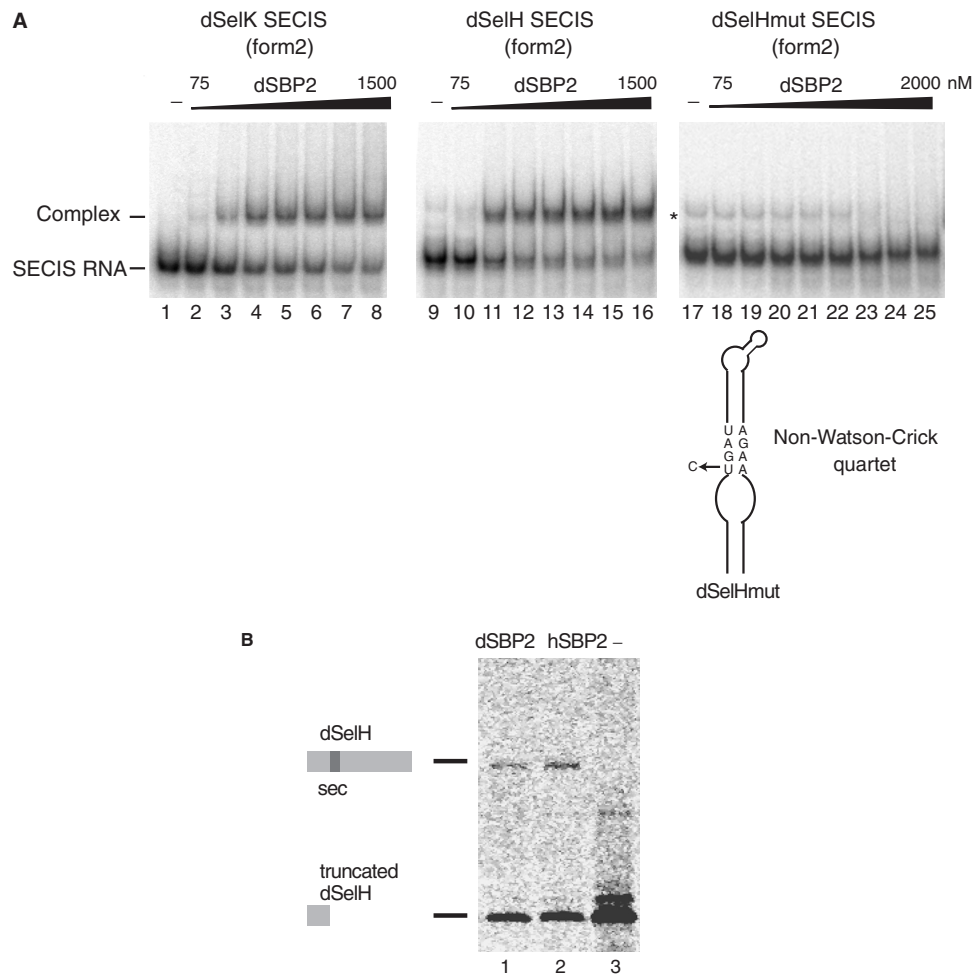 A
dSelK SECIS
(form2)
75 1500
– dSBP2
dSelH SECIS
(form2)
75 1500
– dSBP2
dSelHmut SECIS
(form2)
75 2000 nM
– dSBP2
Complex
SECIS RNA
*
1 2 3 4 5 6 7 8
9 10 11 12 13 14 15 16
17 18 19 20 21 22 23 24 25
U A
A G
G A
C U A
Non-Watson-Crick
quartet
dSelHmut
B
dSBP2 hSBP2 –
dSelH
sec
truncated
dSelH
1 2 3